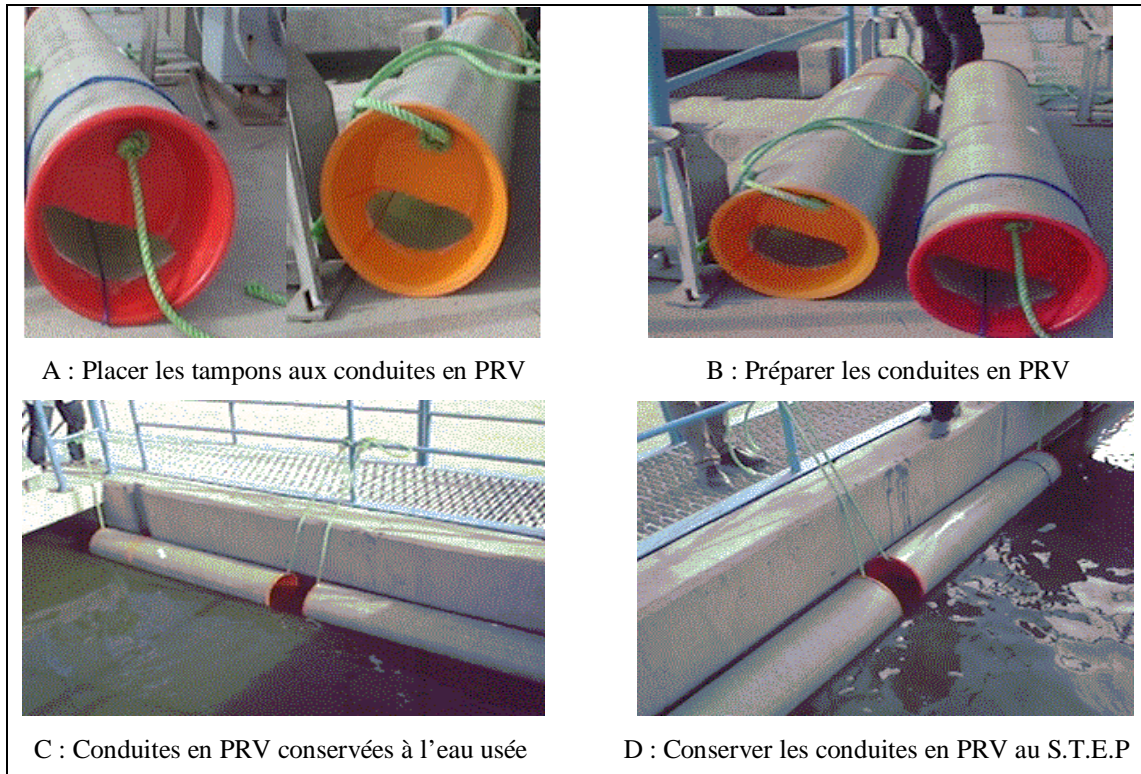 A : Placer les tampons aux conduites en PRV
B : Préparer les conduites en PRV
C : Conduites en PRV conservées à l’eau usée
D : Conserver les conduites en PRV au S.T.E.P